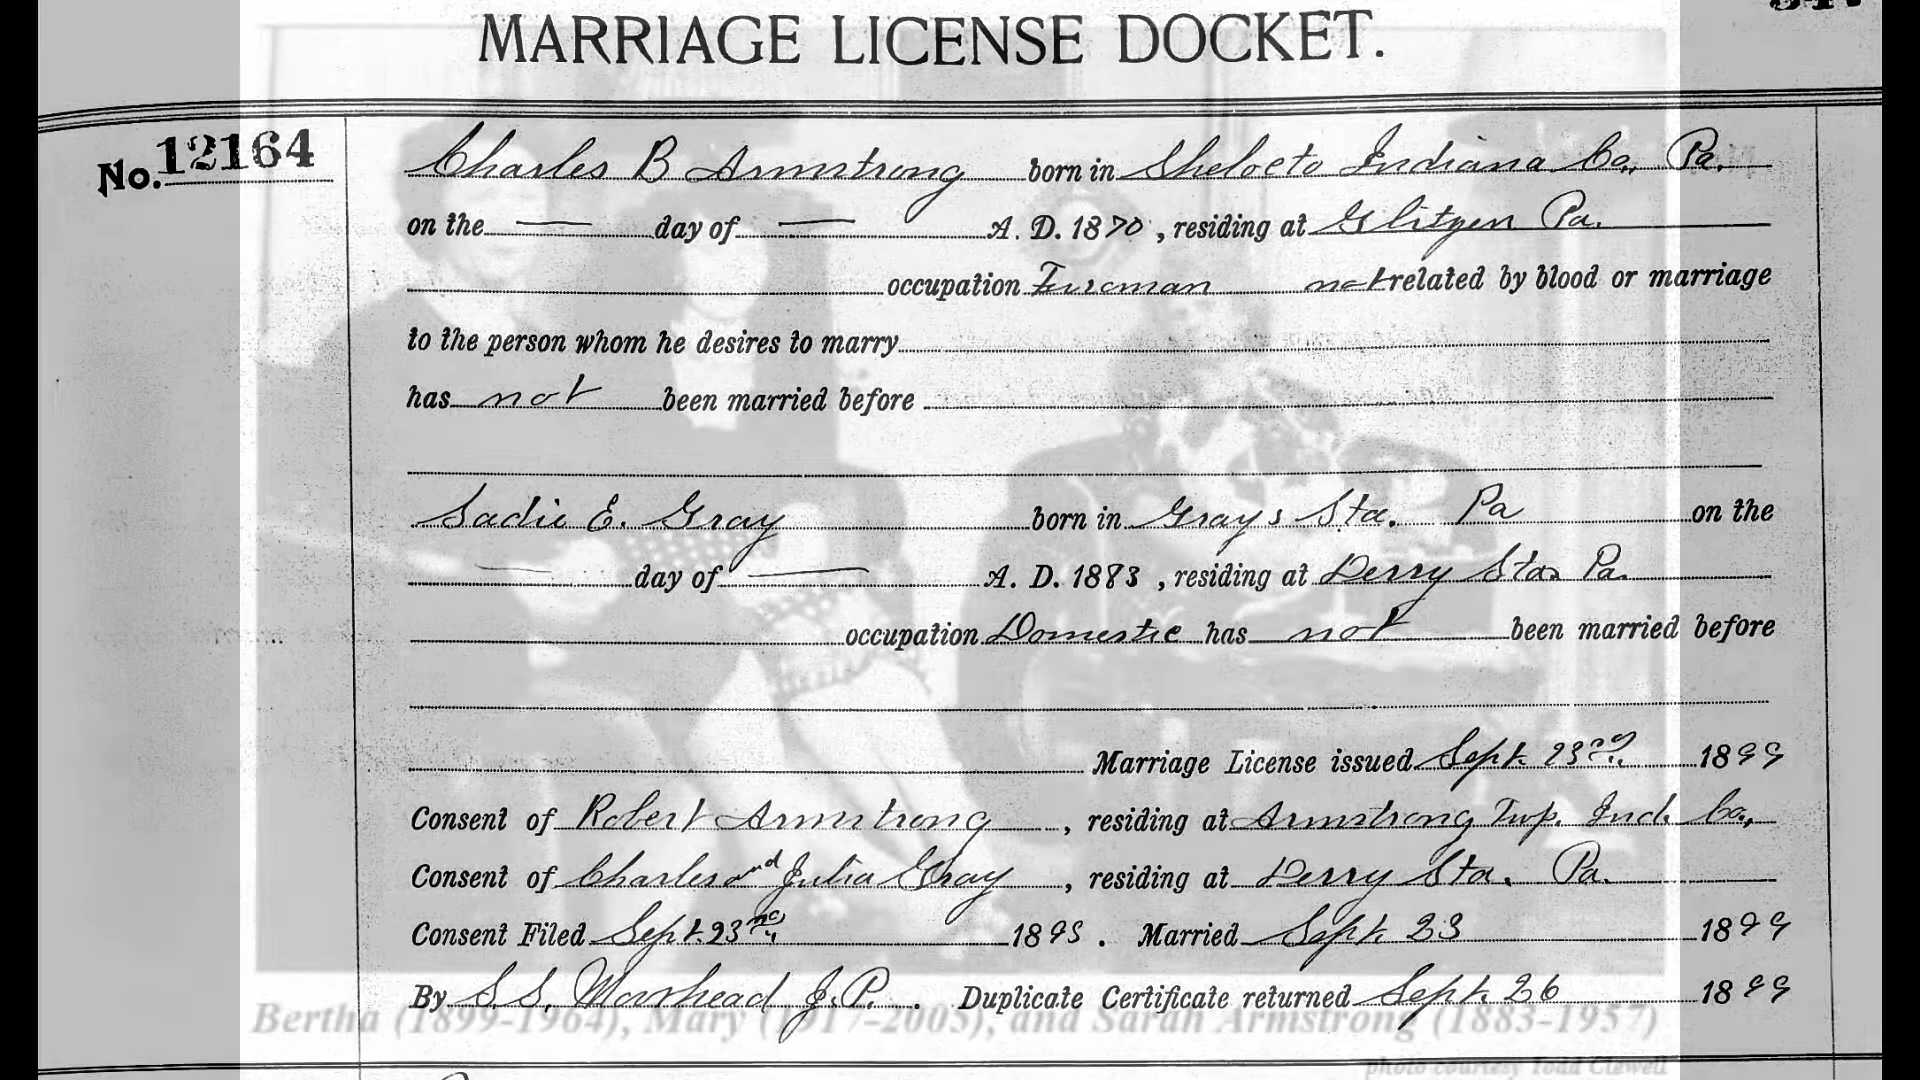 MARRIAGE LICENSE DOCKET.
No. 12164
Charles B Armstrong born in Shelocto Indiana Co., Pa.
on the — day of — A. D. 1870, residing at Glitzen Pa.
occupation Fireman not related by blood or marriage
to the person whom he desires to marry
has not been married before
Sadie E. Gray born in Grays Sta. Pa on the
— day of — A. D. 1883, residing at Derry Sta Pa.
occupation Domestic has not been married before
Marriage License issued Sept. 23rd 1899
Consent of Robert Armstrong, residing at Armstrong Twp. Ind. Co.,
Consent of Charles and Julia Gray, residing at Derry Sta. Pa.
Consent Filed Sept. 23rd 1899. Married Sept. 23 1899
By S.S. J.P. Duplicate Certificate returned Sept. 26 1899
Bertha (1899-1964), Mary (1917-2005), and Sarah Armstrong (1883-1957)
photo courtesy Todd Clewell